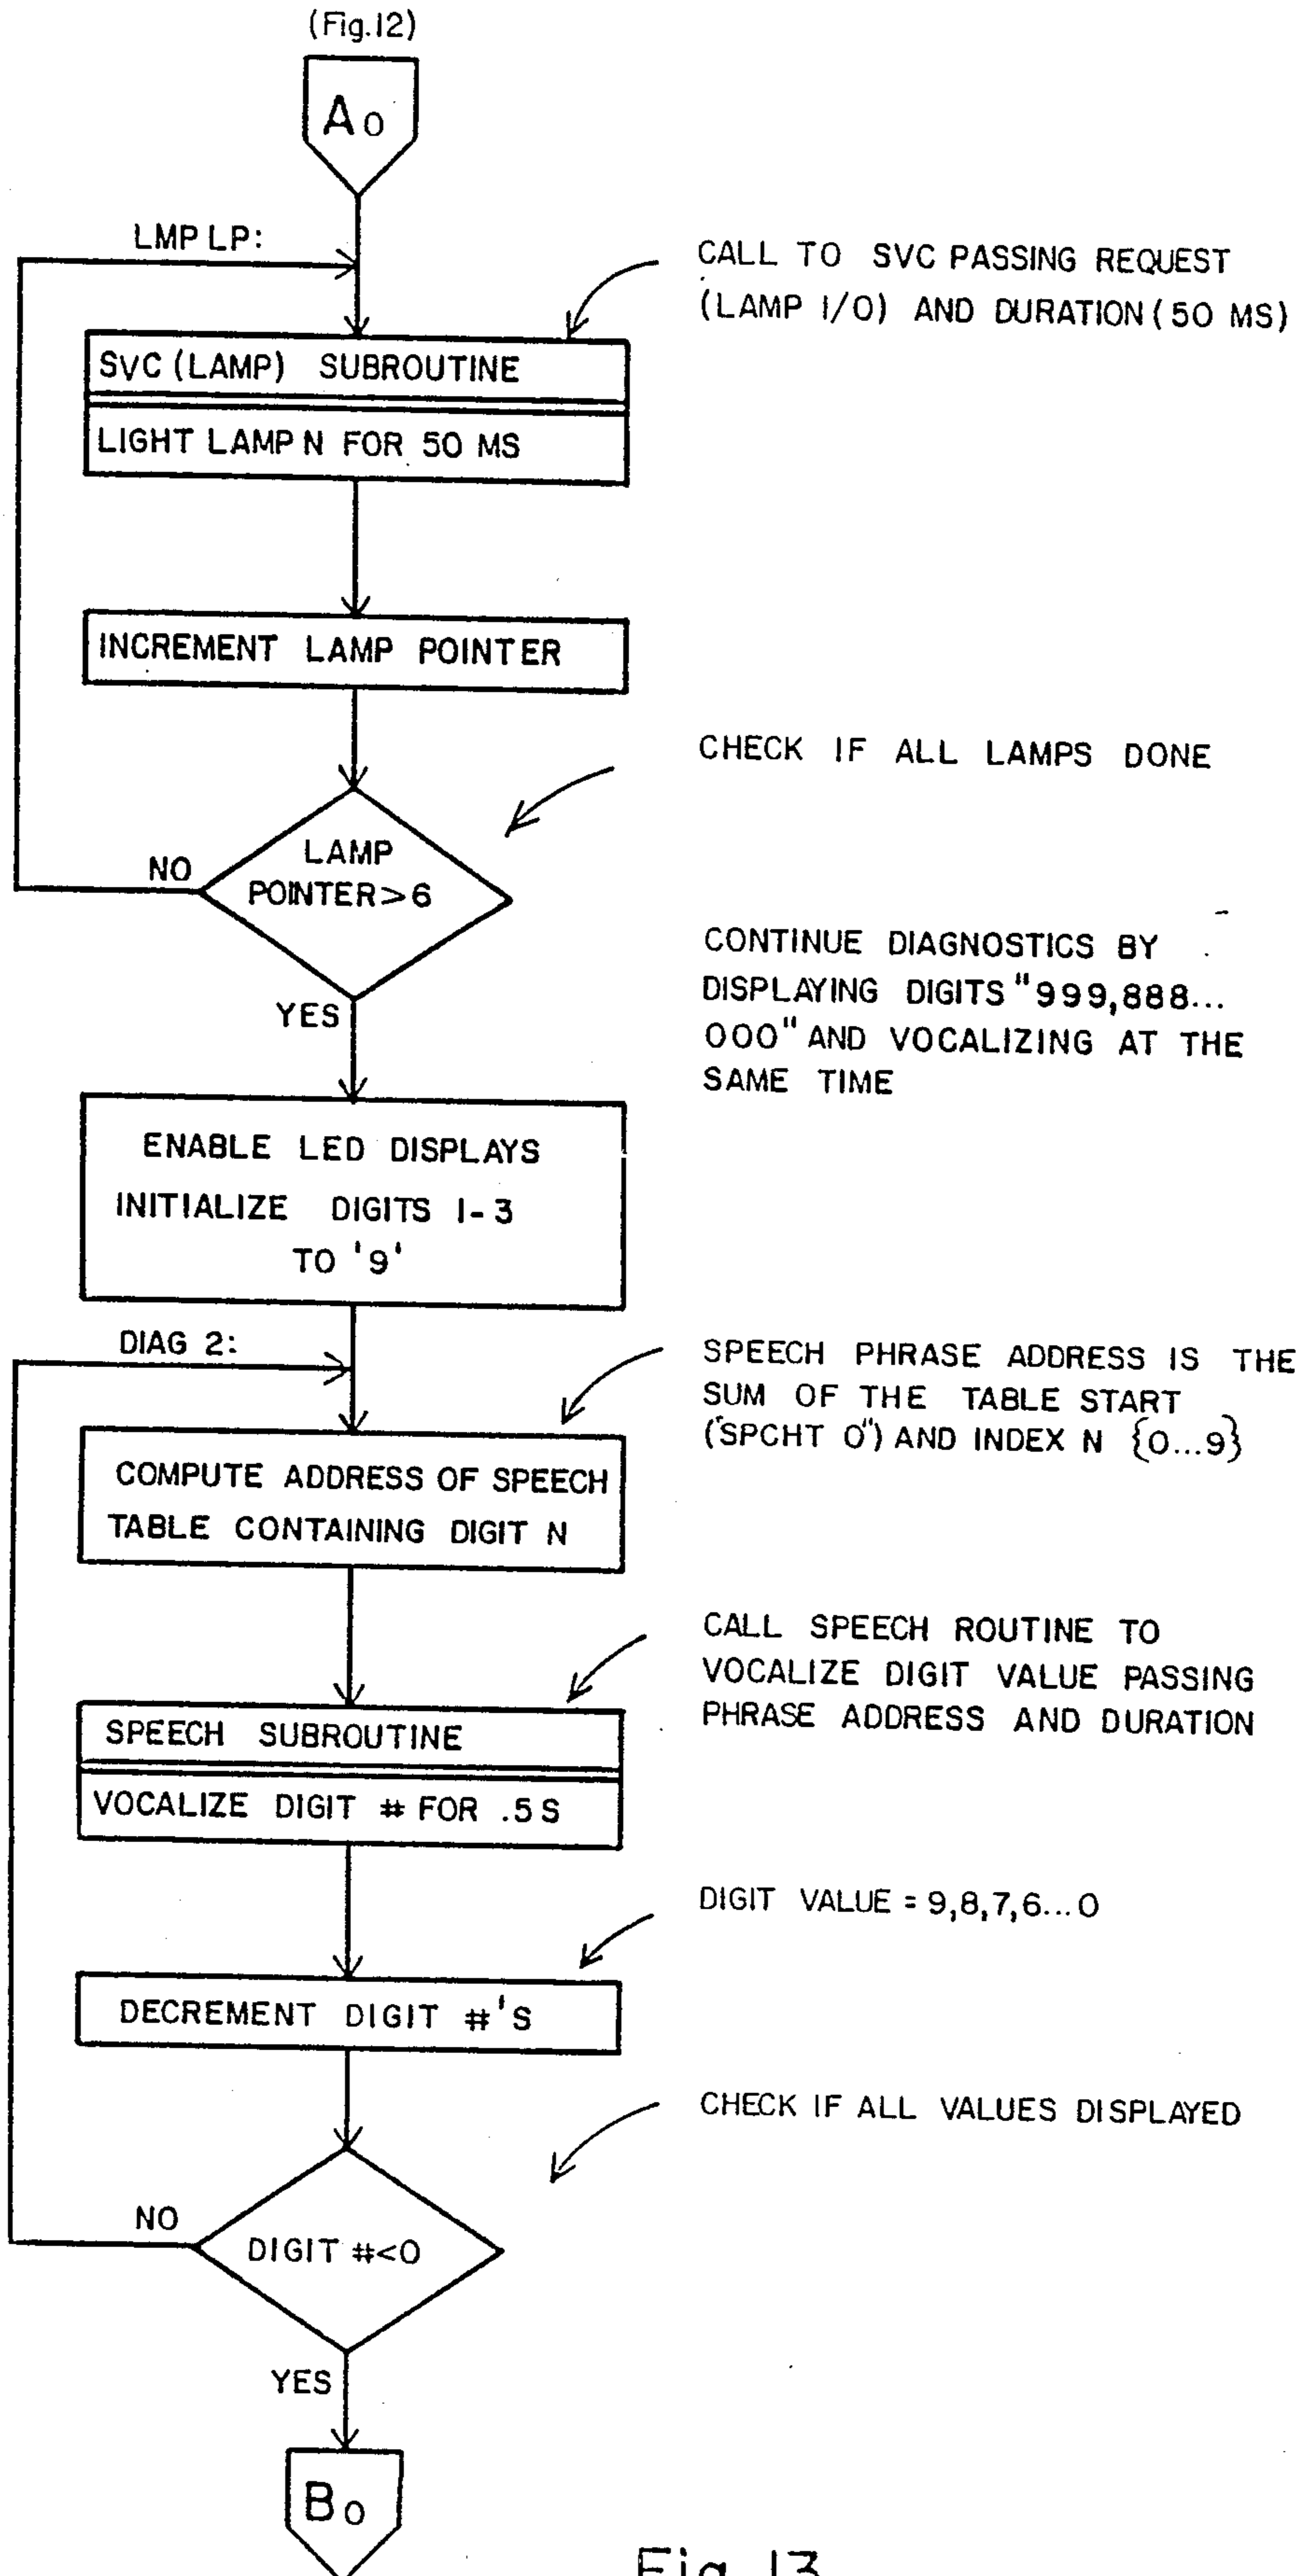 (Fig.12)
A0
LMP LP:
CALL TO SVC PASSING REQUEST
(LAMP I/O) AND DURATION (50 MS)
SVC (LAMP) SUBROUTINE
LIGHT LAMP N FOR 50 MS
INCREMENT LAMP POINTER
CHECK IF ALL LAMPS DONE
LAMP
POINTER>6
NO
YES
CONTINUE DIAGNOSTICS BY
DISPLAYING DIGITS "999,888...
000" AND VOCALIZING AT THE
SAME TIME
ENABLE LED DISPLAYS
INITIALIZE DIGITS 1-3
TO '9'
DIAG 2:
SPEECH PHRASE ADDRESS IS THE
SUM OF THE TABLE START
("SPCHT 0") AND INDEX N {0...9}
COMPUTE ADDRESS OF SPEECH
TABLE CONTAINING DIGIT N
CALL SPEECH ROUTINE TO
VOCALIZE DIGIT VALUE PASSING
PHRASE ADDRESS AND DURATION
SPEECH SUBROUTINE
VOCALIZE DIGIT # FOR .5 S
DIGIT VALUE = 9,8,7,6...0
DECREMENT DIGIT #'S
CHECK IF ALL VALUES DISPLAYED
NO
DIGIT #<0
YES
B0
Fig. 13